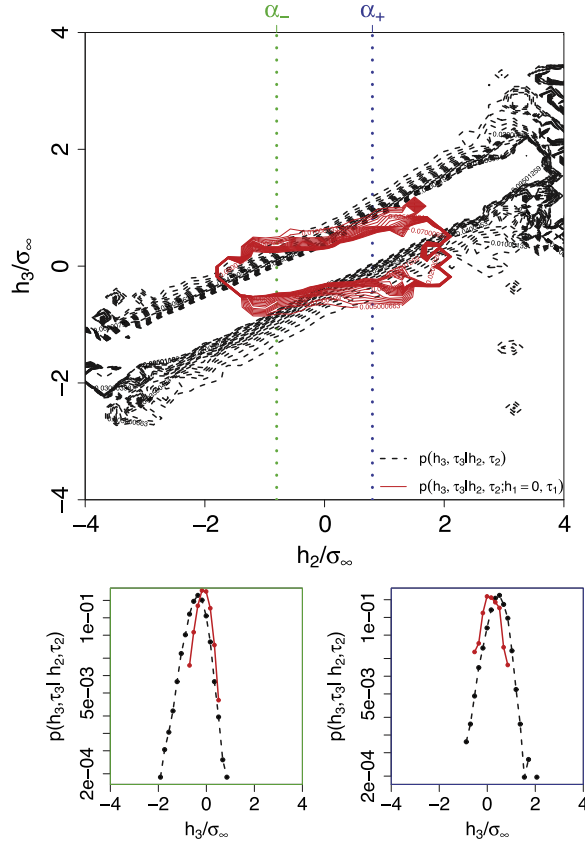 α₋ α₊
4
2
0
−2
−4
h₃/σ∞
−4 −2 0 2 4
h₂/σ∞
p(h₃, τ₃|h₂, τ₂)
p(h₃, τ₃|h₂, τ₂;h₁ = 0, τ₁)
p(h₃, τ₃| h₂, τ₂)
1e−01
5e−03
2e−04
−4 −2 0 2 4
h₃/σ∞
p(h₃, τ₃| h₂, τ₂)
1e−01
5e−03
2e−04
−4 −2 0 2 4
h₃/σ∞